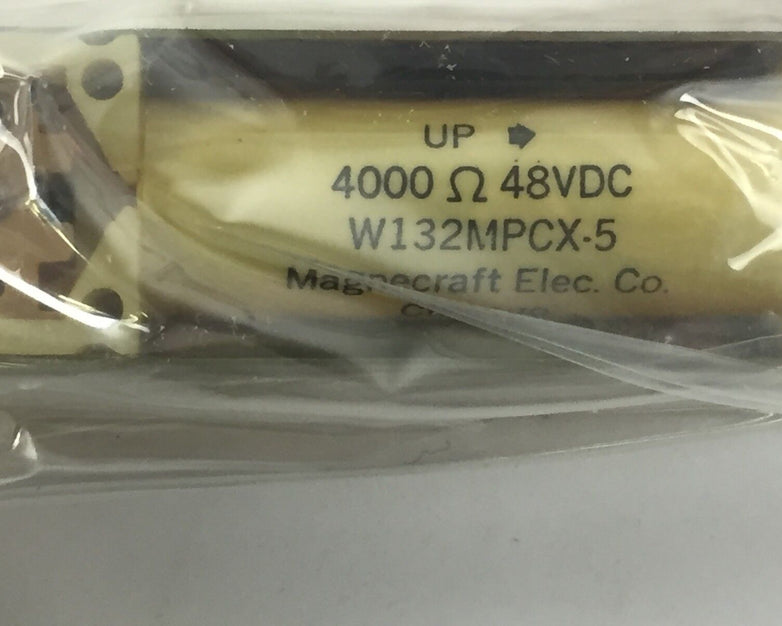 UP ➡
4000 Ω 48VDC
W132MPCX-5
Magnecraft Elec. Co.